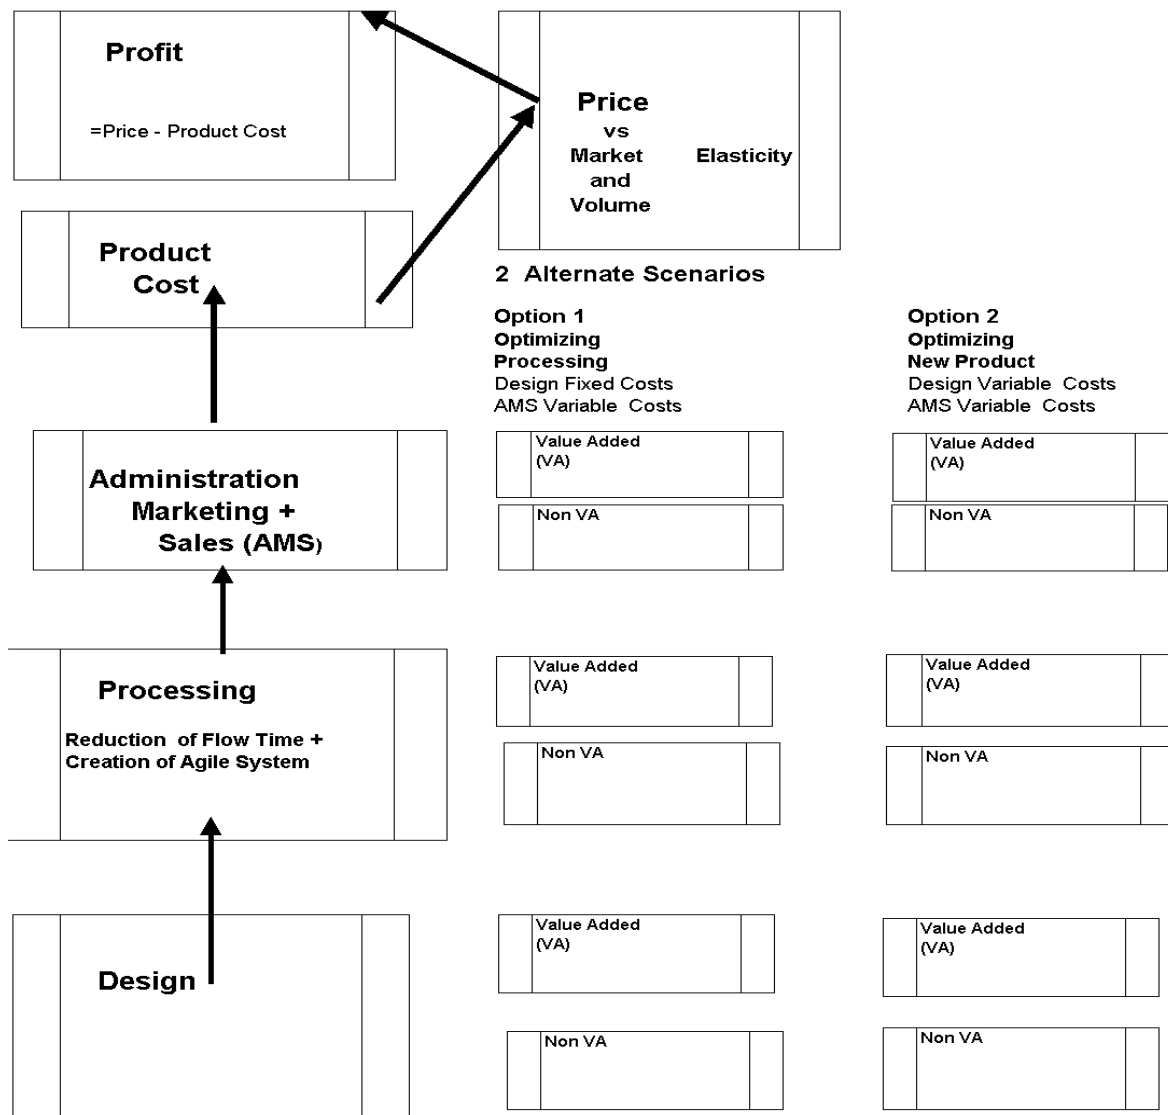 Profit
=Price - Product Cost
Price
vs
Market Elasticity
and
Volume
Product
Cost
2 Alternate Scenarios
Option 1
Optimizing
Processing
Design Fixed Costs
AMS Variable Costs
Option 2
Optimizing
New Product
Design Variable Costs
AMS Variable Costs
Administration
Marketing +
Sales (AMS)
Value Added
(VA)
Non VA
Value Added
(VA)
Non VA
Processing
Reduction of Flow Time +
Creation of Agile System
Value Added
(VA)
Non VA
Value Added
(VA)
Non VA
Design
Value Added
(VA)
Non VA
Value Added
(VA)
Non VA